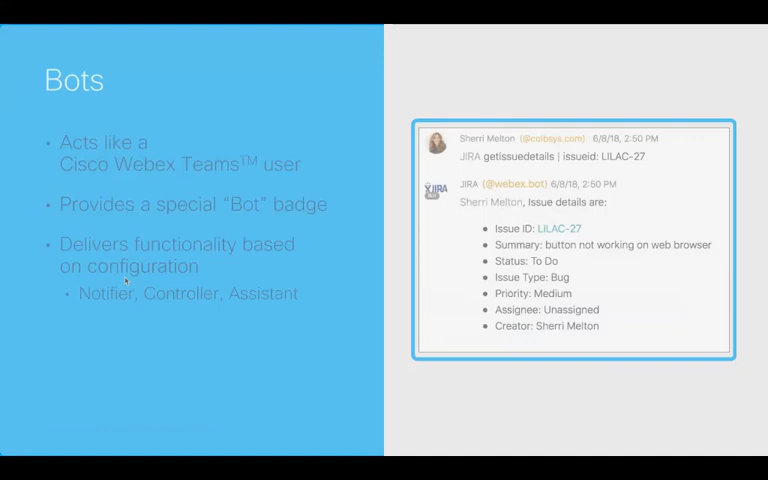 Bots
• Acts like a
Cisco Webex Teams™ user
• Provides a special “Bot” badge
• Delivers functionality based
on configuration
• Notifier, Controller, Assistant
Sherri Melton (@colbsys.com) 6/8/18, 2:50 PM
JIRA getissuedetails | issueid: LILAC-27
JIRA (@webex.bot) 6/8/18, 2:50 PM
Sherri Melton, Issue details are:
• Issue ID: LILAC-27
• Summary: button not working on web browser
• Status: To Do
• Issue Type: Bug
• Priority: Medium
• Assignee: Unassigned
• Creator: Sherri Melton